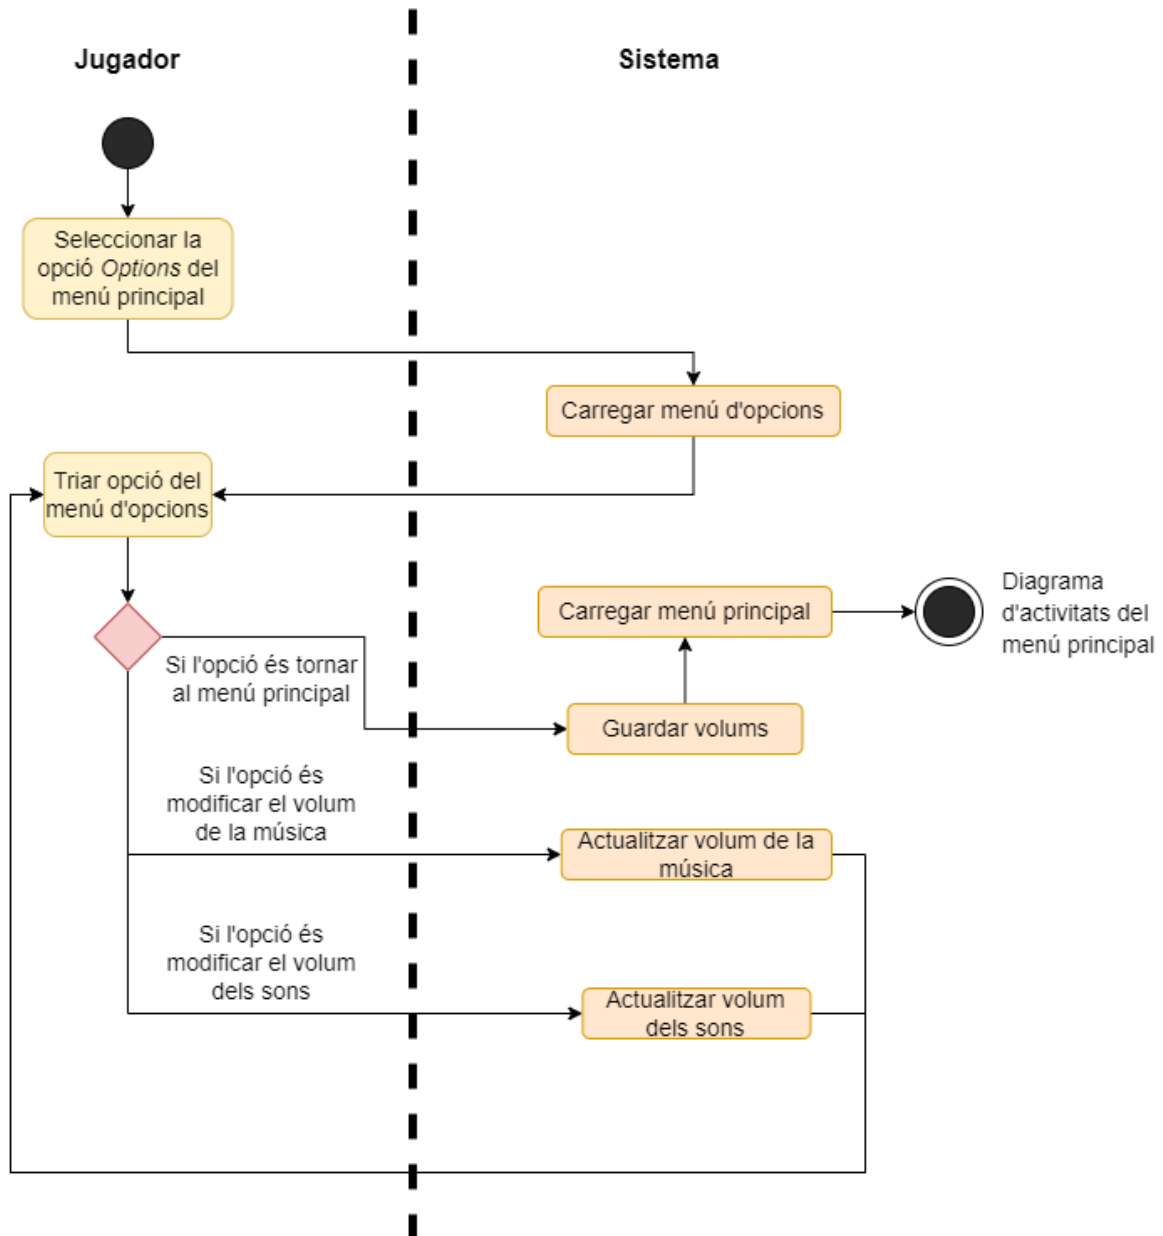 Jugador
Sistema
Seleccionar la
opció Options del
menú principal
Carregar menú d'opcions
Triar opció del
menú d'opcions
Carregar menú principal
Diagrama
d'activitats del
menú principal
Si l'opció és tornar
al menú principal
Guardar volums
Si l'opció és
modificar el volum
de la música
Actualitzar volum de la
música
Si l'opció és
modificar el volum
dels sons
Actualitzar volum
dels sons